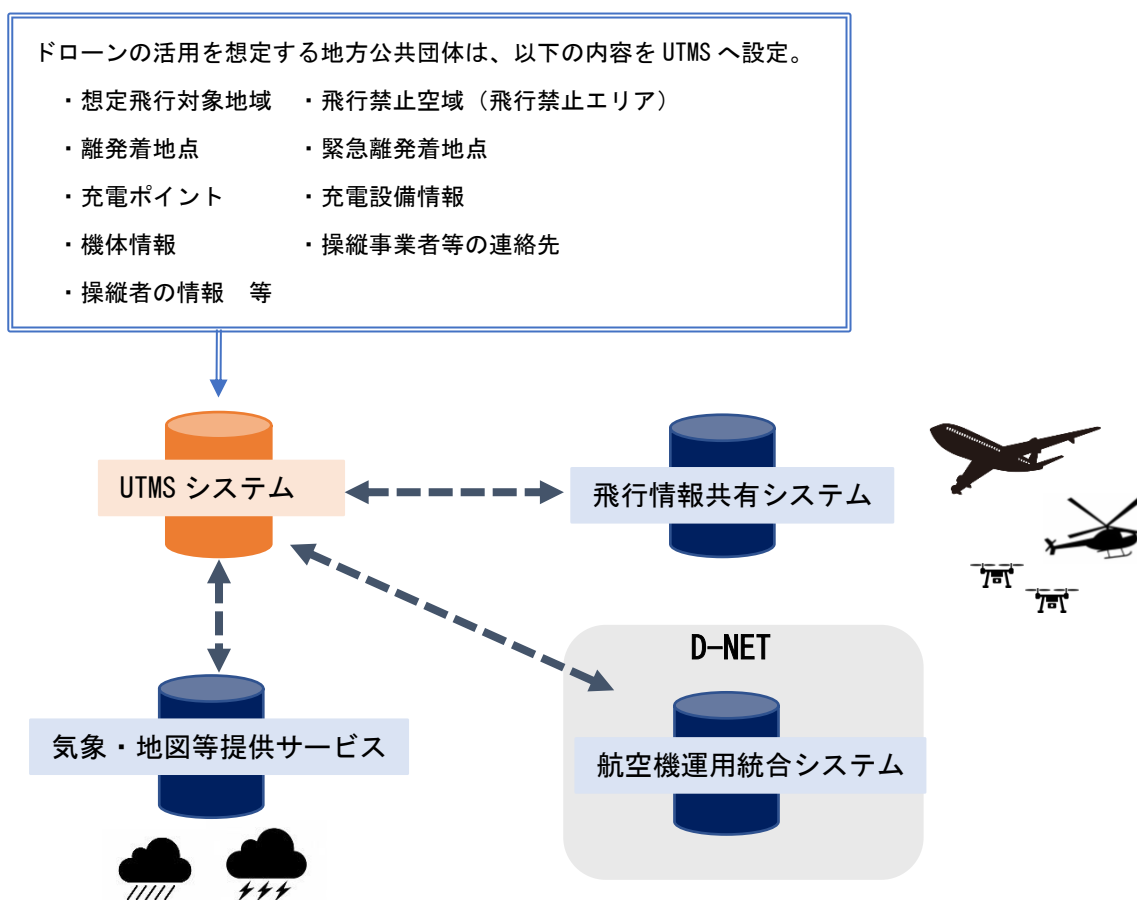 ドローンの活用を想定する地方公共団体は、以下の内容を UTMS へ設定。
・想定飛行対象地域　・飛行禁止空域（飛行禁止エリア）
・離発着地点　・緊急離発着地点
・充電ポイント　・充電設備情報
・機体情報　・操縦事業者等の連絡先
・操縦者の情報　等
UTMS システム
飛行情報共有システム
D-NET
気象・地図等提供サービス
航空機運用統合システム